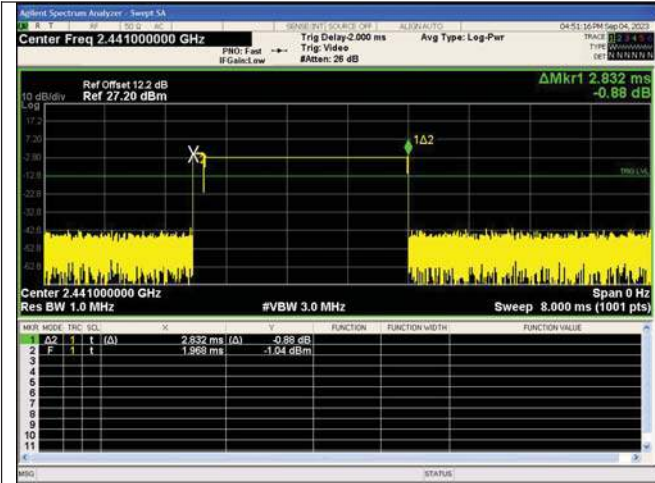 Agilent Spectrum Analyzer - Swept SA
R T RF 50 Ω AC SENSE:INT SOURCE OFF ALIGN AUTO 04:51:16 PM Sep 04, 2023
Center Freq 2.441000000 GHz
Trig Delay-2.000 ms Avg Type: Log-Pwr TRACE 1 2 3 4 5 6
PNO: Fast Trig: Video TYPE
IFGain:Low #Atten: 26 dB DET N N N N N N
ΔMkr1 2.832 ms
-0.88 dB
Ref Offset 12.2 dB
10 dB/div Ref 27.20 dBm
Log
17.2
7.20
-2.80
-12.8
-22.8
-32.8
-42.8
-52.8
-62.8
1Δ2
TRIG LVL
Center 2.441000000 GHz Span 0 Hz
Res BW 1.0 MHz #VBW 3.0 MHz Sweep 8.000 ms (1001 pts)
MKR MODE TRC SCL X Y FUNCTION FUNCTION WIDTH FUNCTION VALUE
1 Δ2 1 t (Δ) 2.832 ms (Δ) -0.88 dB
2 F 1 t 1.968 ms -1.04 dBm
3
4
5
6
7
8
9
10
11
MSG STATUS